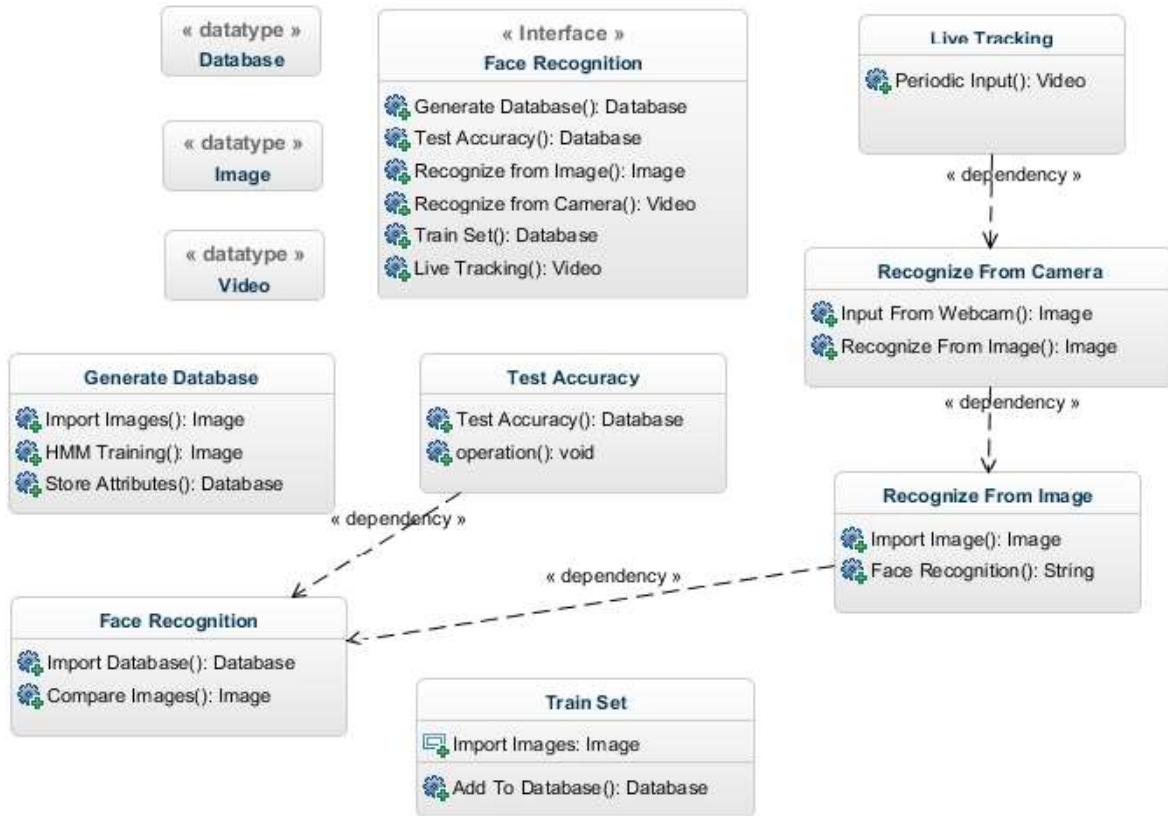 « datatype »
Database
« datatype »
Image
« datatype »
Video
« Interface »
Face Recognition
Generate Database(): Database
Test Accuracy(): Database
Recognize from Image(): Image
Recognize from Camera(): Video
Train Set(): Database
Live Tracking(): Video
Live Tracking
Periodic Input(): Video
« dependency »
Recognize From Camera
Input From Webcam(): Image
Recognize From Image(): Image
« dependency »
Generate Database
Import Images(): Image
HMM Training(): Image
Store Attributes(): Database
Test Accuracy
Test Accuracy(): Database
operation(): void
« dependency »
Recognize From Image
Import Image(): Image
Face Recognition(): String
« dependency »
Face Recognition
Import Database(): Database
Compare Images(): Image
Train Set
Import Images: Image
Add To Database(): Database